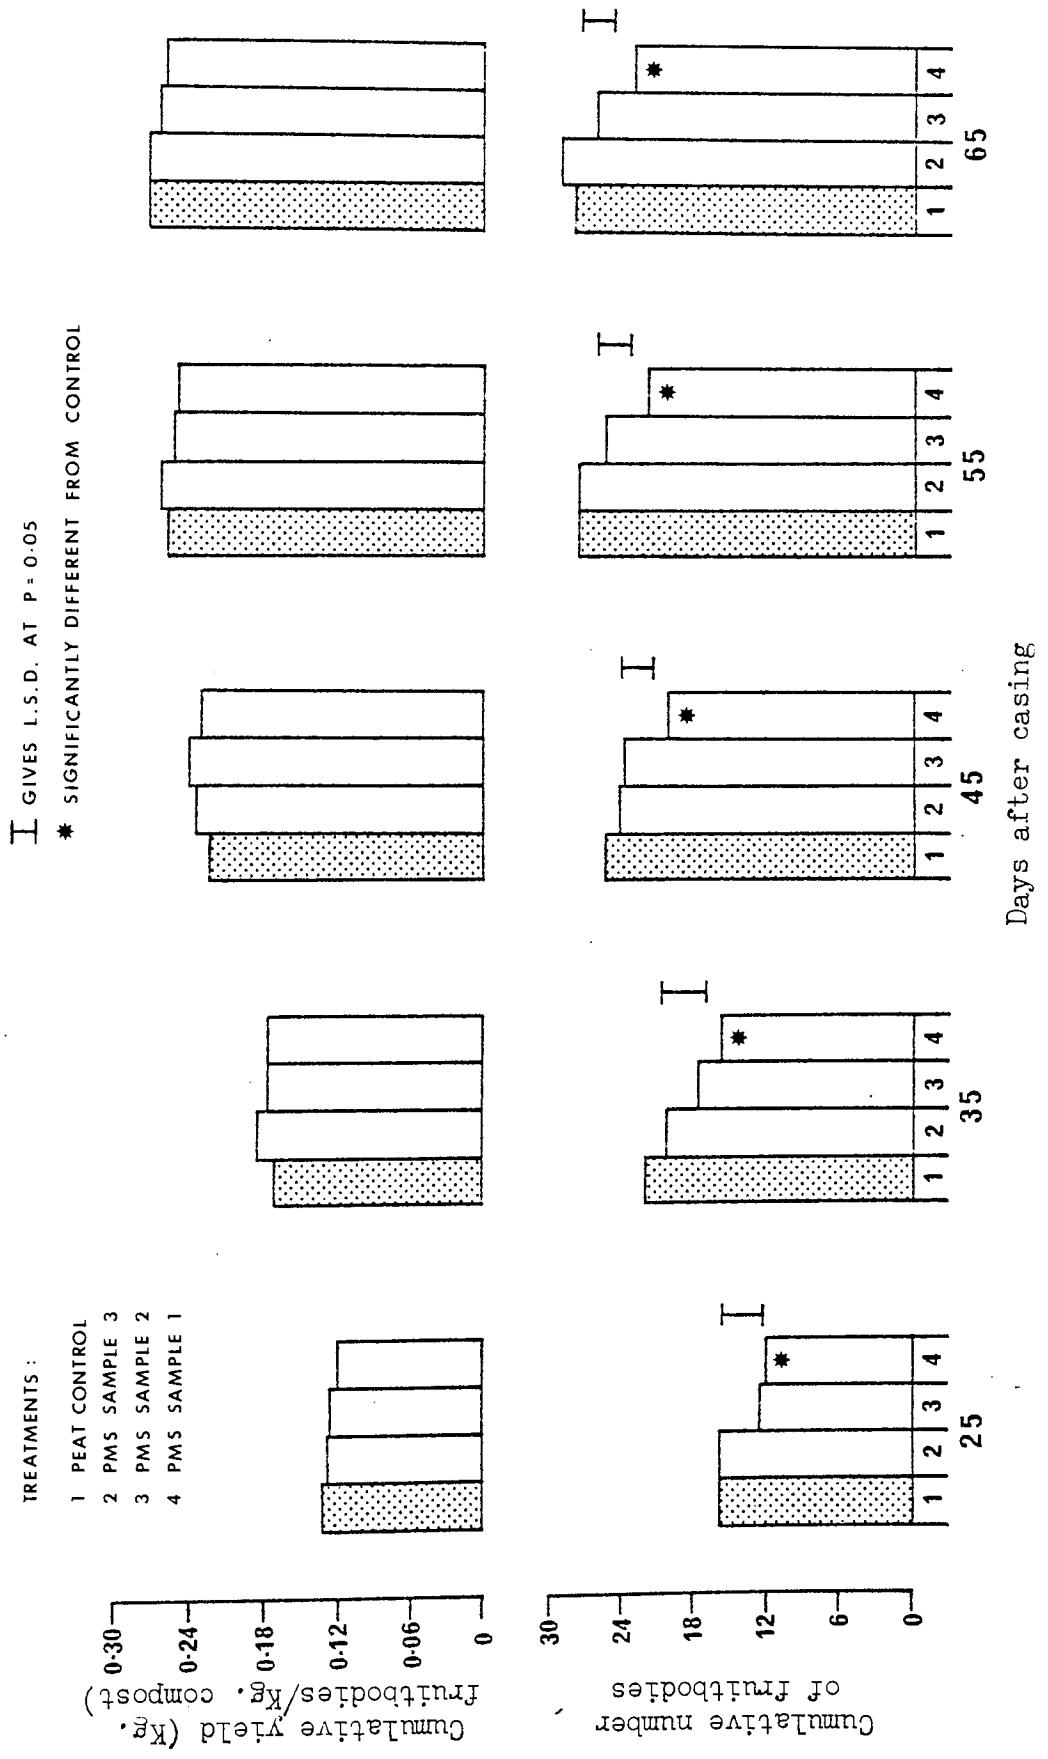 GIVES L.S.D. AT P = 0·05
* SIGNIFICANTLY DIFFERENT FROM CONTROL
TREATMENTS :
1 PEAT CONTROL
2 PMS SAMPLE 3
3 PMS SAMPLE 2
4 PMS SAMPLE 1
Cumulative yield (Kg.
fruitbodies/Kg. compost)
0·30
0·24
0·18
0·12
0·06
0
Cumulative number
of fruitbodies
30
24
18
12
6
0
1 2 3 4
25
1 2 3 4
35
1 2 3 4
45
1 2 3 4
55
1 2 3 4
65
Days after casing